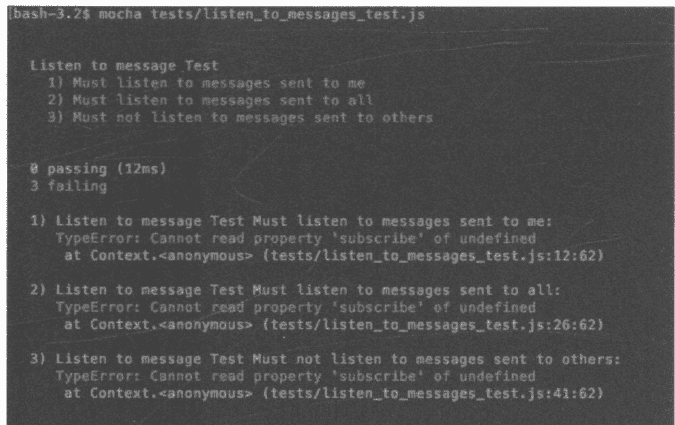 [bash-3.2$ mocha tests/listen_to_messages_test.js
Listen to message Test
1) Must listen to messages sent to me
2) Must listen to messages sent to all
3) Must not listen to messages sent to others
0 passing (12ms)
3 failing
1) Listen to message Test Must listen to messages sent to me:
TypeError: Cannot read property 'subscribe' of undefined
at Context.<anonymous> (tests/listen_to_messages_test.js:12:62)
2) Listen to message Test Must listen to messages sent to all:
TypeError: Cannot read property 'subscribe' of undefined
at Context.<anonymous> (tests/listen_to_messages_test.js:26:62)
3) Listen to message Test Must not listen to messages sent to others:
TypeError: Cannot read property 'subscribe' of undefined
at Context.<anonymous> (tests/listen_to_messages_test.js:41:62)